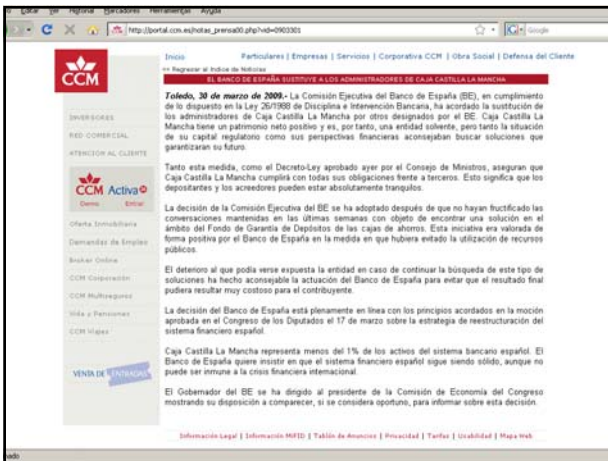 Editar Ver Historial Marcadores Herramientas Ayuda
http://portal.ccm.es/notas_prensa00.php?vid=0903301
Google
CCM
Inicio Particulares | Empresas | Servicios | Corporativa CCM | Obra Social | Defensa del Cliente
<< Regresar al Indice de Noticias
EL BANCO DE ESPAÑA SUSTITUYE A LOS ADMINISTRADORES DE CAJA CASTILLA LA MANCHA
Toledo, 30 de marzo de 2009.- La Comisión Ejecutiva del Banco de España (BE), en cumplimiento
de lo dispuesto en la Ley 26/1988 de Disciplina e Intervención Bancaria, ha acordado la sustitución de
los administradores de Caja Castilla La Mancha por otros designados por el BE. Caja Castilla La
Mancha tiene un patrimonio neto positivo y es, por tanto, una entidad solvente, pero tanto la situación
de su capital regulatorio como sus perspectivas financieras aconsejaban buscar soluciones que
garantizaran su futuro.
Tanto esta medida, como el Decreto-Ley aprobado ayer por el Consejo de Ministros, aseguran que
Caja Castilla La Mancha cumplirá con todas sus obligaciones frente a terceros. Esto significa que los
depositantes y los acreedores pueden estar absolutamente tranquilos.
La decisión de la Comisión Ejecutiva del BE se ha adoptado después de que no hayan fructificado las
conversaciones mantenidas en las últimas semanas con objeto de encontrar una solución en el
ámbito del Fondo de Garantía de Depósitos de las cajas de ahorros. Esta iniciativa era valorada de
forma positiva por el Banco de España en la medida en que hubiera evitado la utilización de recursos
públicos.
El deterioro al que podía verse expuesta la entidad en caso de continuar la búsqueda de este tipo de
soluciones ha hecho aconsejable la actuación del Banco de España para evitar que el resultado final
pudiera resultar muy costoso para el contribuyente.
La decisión del Banco de España está plenamente en línea con los principios acordados en la moción
aprobada en el Congreso de los Diputados el 17 de marzo sobre la estrategia de reestructuración del
sistema financiero español.
Caja Castilla La Mancha representa menos del 1% de los activos del sistema bancario español. El
Banco de España quiere insistir en que el sistema financiero español sigue siendo sólido, aunque no
puede ser inmune a la crisis financiera internacional.
El Gobernador del BE se ha dirigido al presidente de la Comisión de Economía del Congreso
mostrando su disposición a comparecer, si se considera oportuno, para informar sobre esta decisión.
INVERSORES
RED COMERCIAL
ATENCION AL CLIENTE
CCM Activa
Demo Entrar
Oferta Inmobiliaria
Demandas de Empleo
Broker Online
CCM Corporación
CCM Multiseguros
Vida y Pensiones
CCM Viajes
VENTA DE ENTRADAS
Información Legal | Información MiFID | Tablón de Anuncios | Privacidad | Tarifas | Usabilidad | Mapa Web